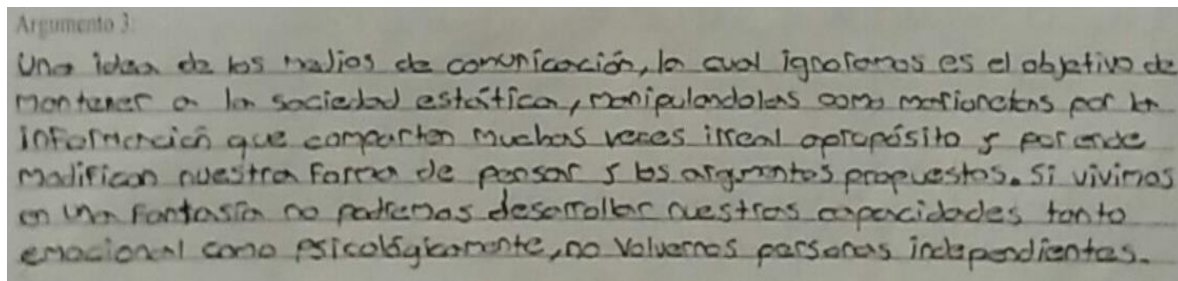 Argumento 3:
Una idea de los medios de comunicación, la cual ignoramos es el objetivo de
mantener a la sociedad estática, manipulandolas como marionetas por la
información que comparten muchas veces irreal apropósito y por ende
modifican nuestra forma de pensar y los argumentos propuestos. Si vivimos
en una fantasía no podremos desarrollar nuestras capacidades tanto
emocional como psicológicamente, no volvernos personas independientes.